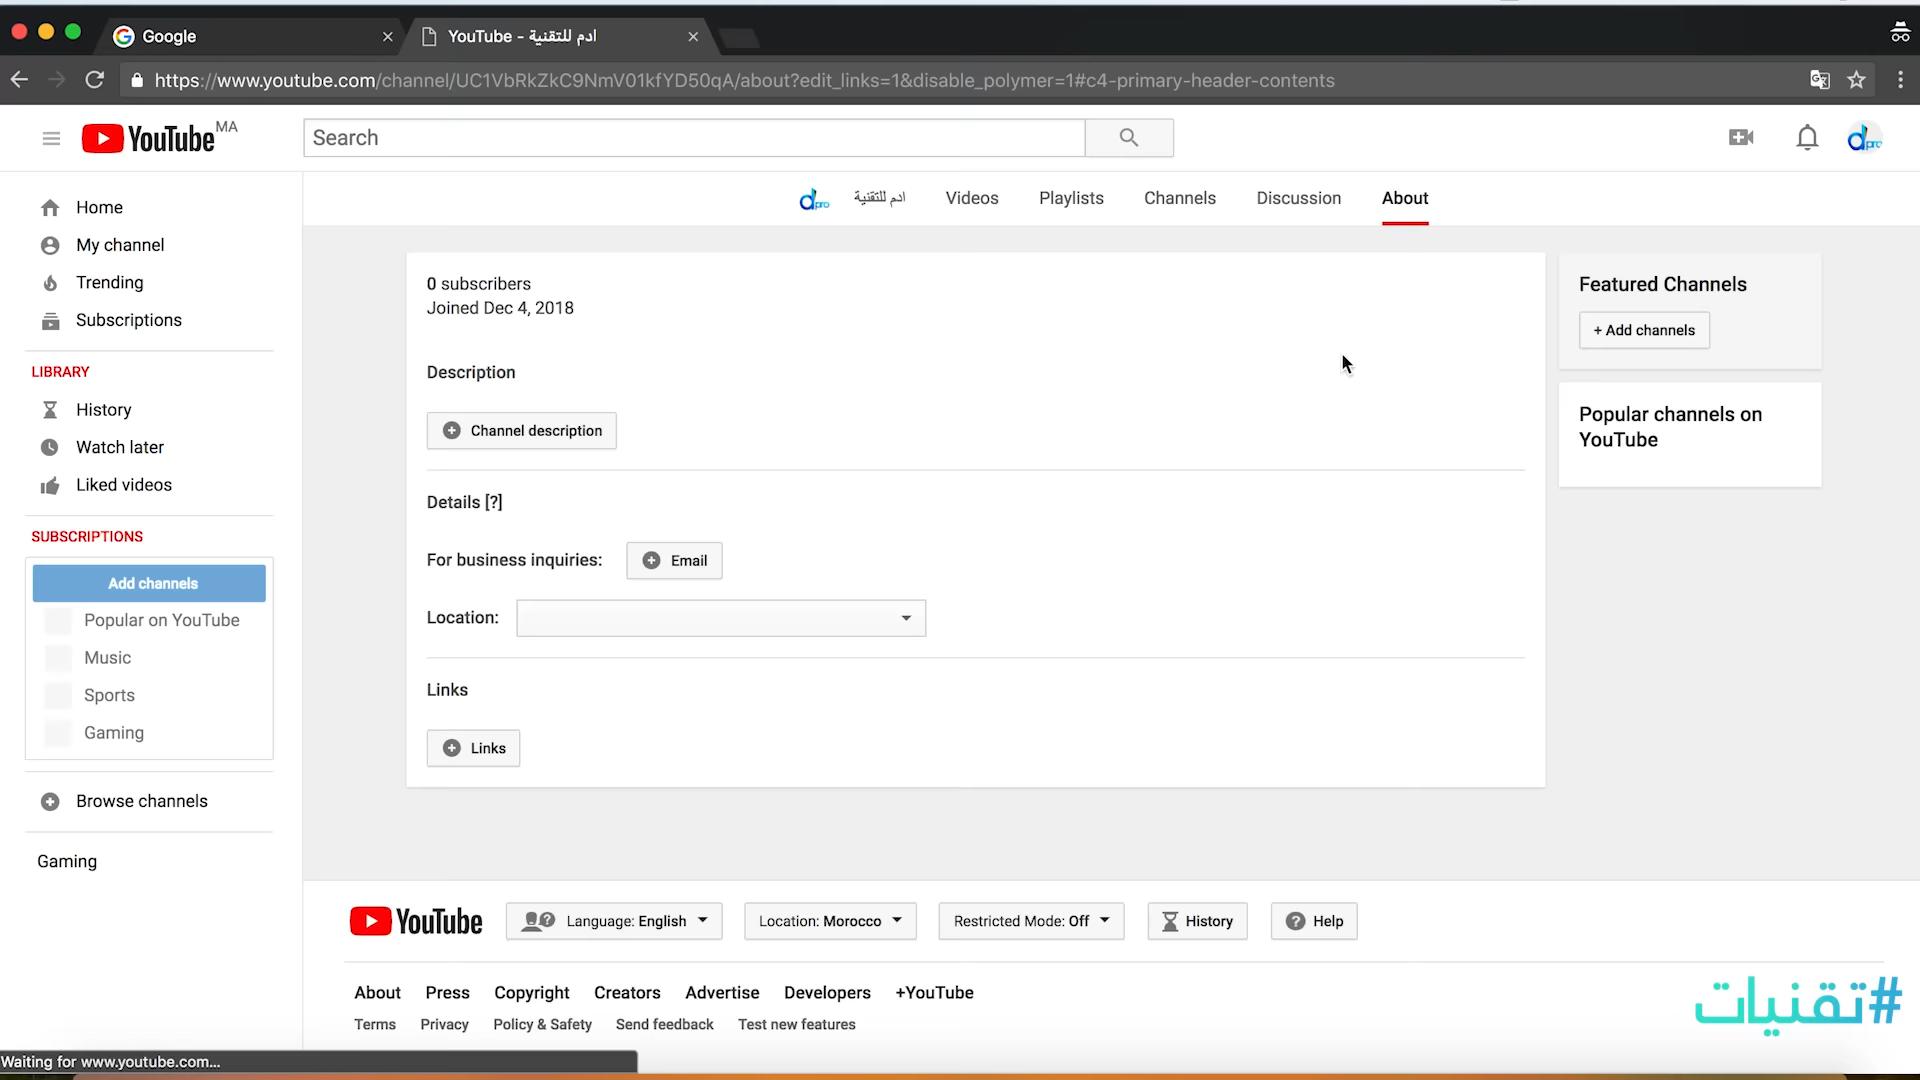 Google
YouTube - ادم للتقنية
https://www.youtube.com/channel/UC1VbRkZkC9NmV01kfYD50qA/about?edit_links=1&disable_polymer=1#c4-primary-header-contents
YouTube MA
Search
dpro
dpro
ادم للتقنية
Videos
Playlists
Channels
Discussion
About
Home
My channel
Trending
Subscriptions
LIBRARY
History
Watch later
Liked videos
SUBSCRIPTIONS
Add channels
Popular on YouTube
Music
Sports
Gaming
Browse channels
Gaming
0 subscribers
Joined Dec 4, 2018
Description
Channel description
Details [?]
For business inquiries:
Email
Location:
Links
Links
Featured Channels
+ Add channels
Popular channels on
YouTube
YouTube
Language: English
Location: Morocco
Restricted Mode: Off
History
Help
About
Press
Copyright
Creators
Advertise
Developers
+YouTube
Terms
Privacy
Policy & Safety
Send feedback
Test new features
#تقنيات
Waiting for www.youtube.com...